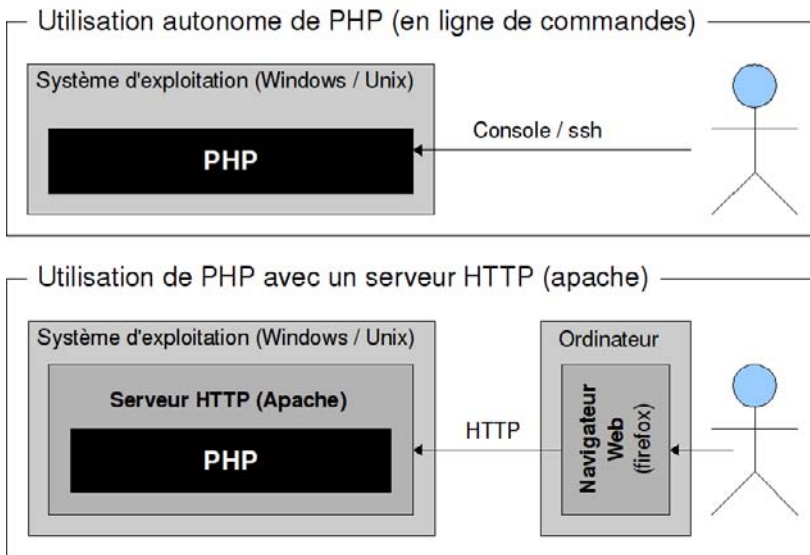 Utilisation autonome de PHP (en ligne de commandes)
Système d'exploitation (Windows / Unix)
PHP
Console / ssh
Utilisation de PHP avec un serveur HTTP (apache)
Système d'exploitation (Windows / Unix)
Serveur HTTP (Apache)
PHP
HTTP
Ordinateur
Navigateur
Web
(firefox)